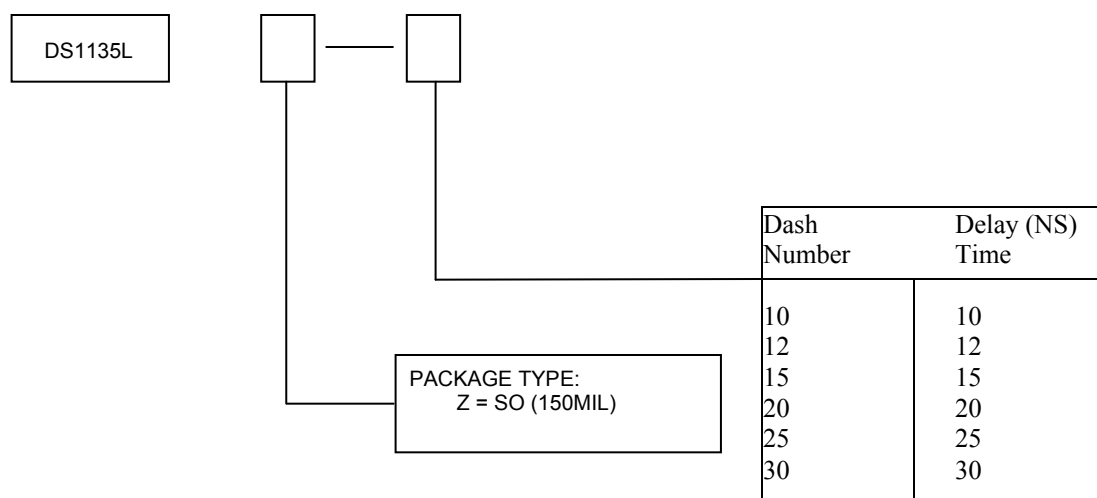 DS1135L
Dash Delay (NS)
Number Time
10 10
12 12
15 15
20 20
25 25
30 30
PACKAGE TYPE:
Z = SO (150MIL)